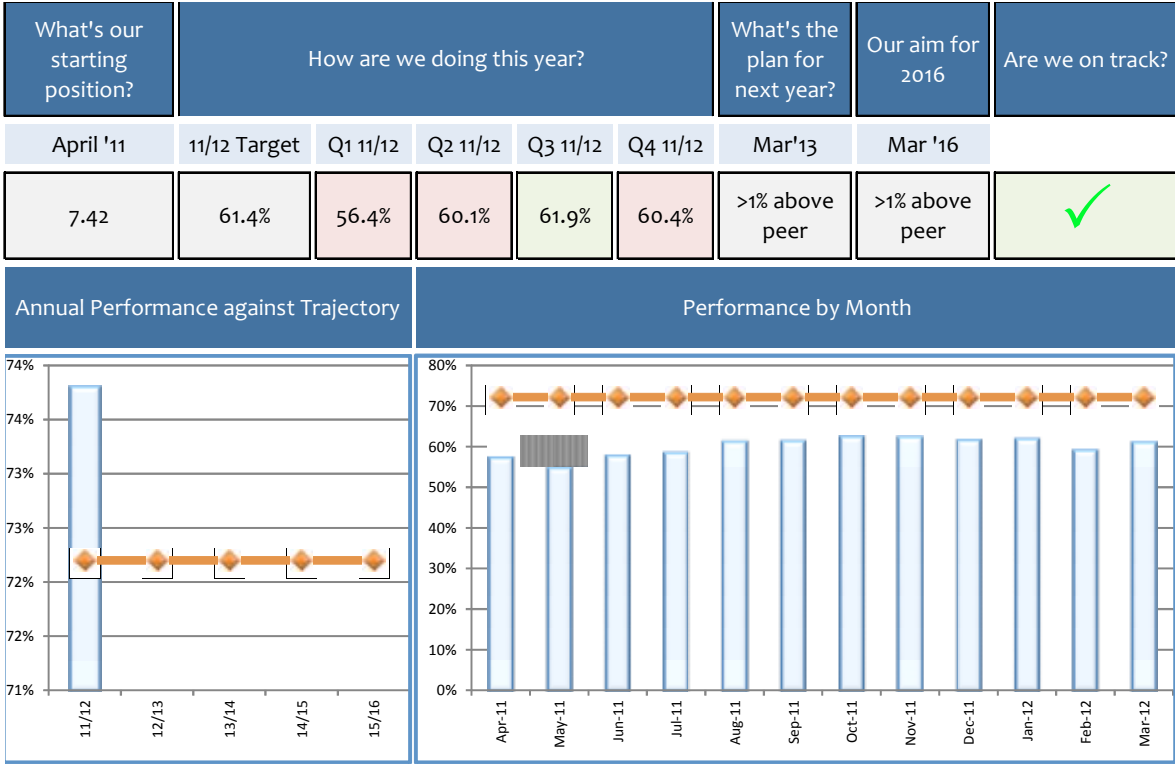 What's our
starting
position?
How are we doing this year?
What's the
plan for
next year?
Our aim for
2016
Are we on track?
April '11
11/12 Target
Q1 11/12
Q2 11/12
Q3 11/12
Q4 11/12
Mar'13
Mar '16
7.42
61.4%
56.4%
60.1%
61.9%
60.4%
>1% above
peer
>1% above
peer
Annual Performance against Trajectory
Performance by Month
74%
74%
73%
73%
72%
72%
71%
11/12
12/13
13/14
14/15
15/16
80%
70%
60%
50%
40%
30%
20%
10%
0%
Apr-11
May-11
Jun-11
Jul-11
Aug-11
Sep-11
Oct-11
Nov-11
Dec-11
Jan-12
Feb-12
Mar-12